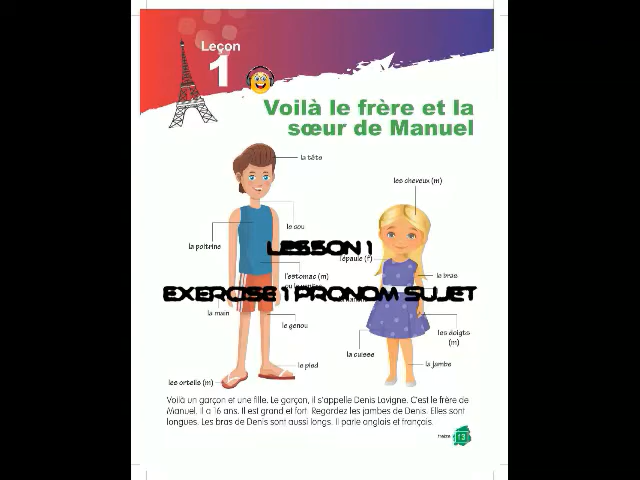 Leçon
1
Voilà le frère et la
sœur de Manuel
la tête
les cheveux (m)
le cou
la poitrine
LESSON 1
l'épaule (f)
l'estomac (m)
le bras
EXERCISE 1 PRONOM SUJET
la main
le genou
les doigts
(m)
la cuisse
le pied
la jambe
les orteils (m)
Voilà un garçon et une fille. Le garçon, il s'appelle Denis Lavigne. C'est le frère de
Manuel. Il a 16 ans. Il est grand et fort. Regardez les jambes de Denis. Elles sont
longues. Les bras de Denis sont aussi longs. Il parle anglais et français.
treize 13